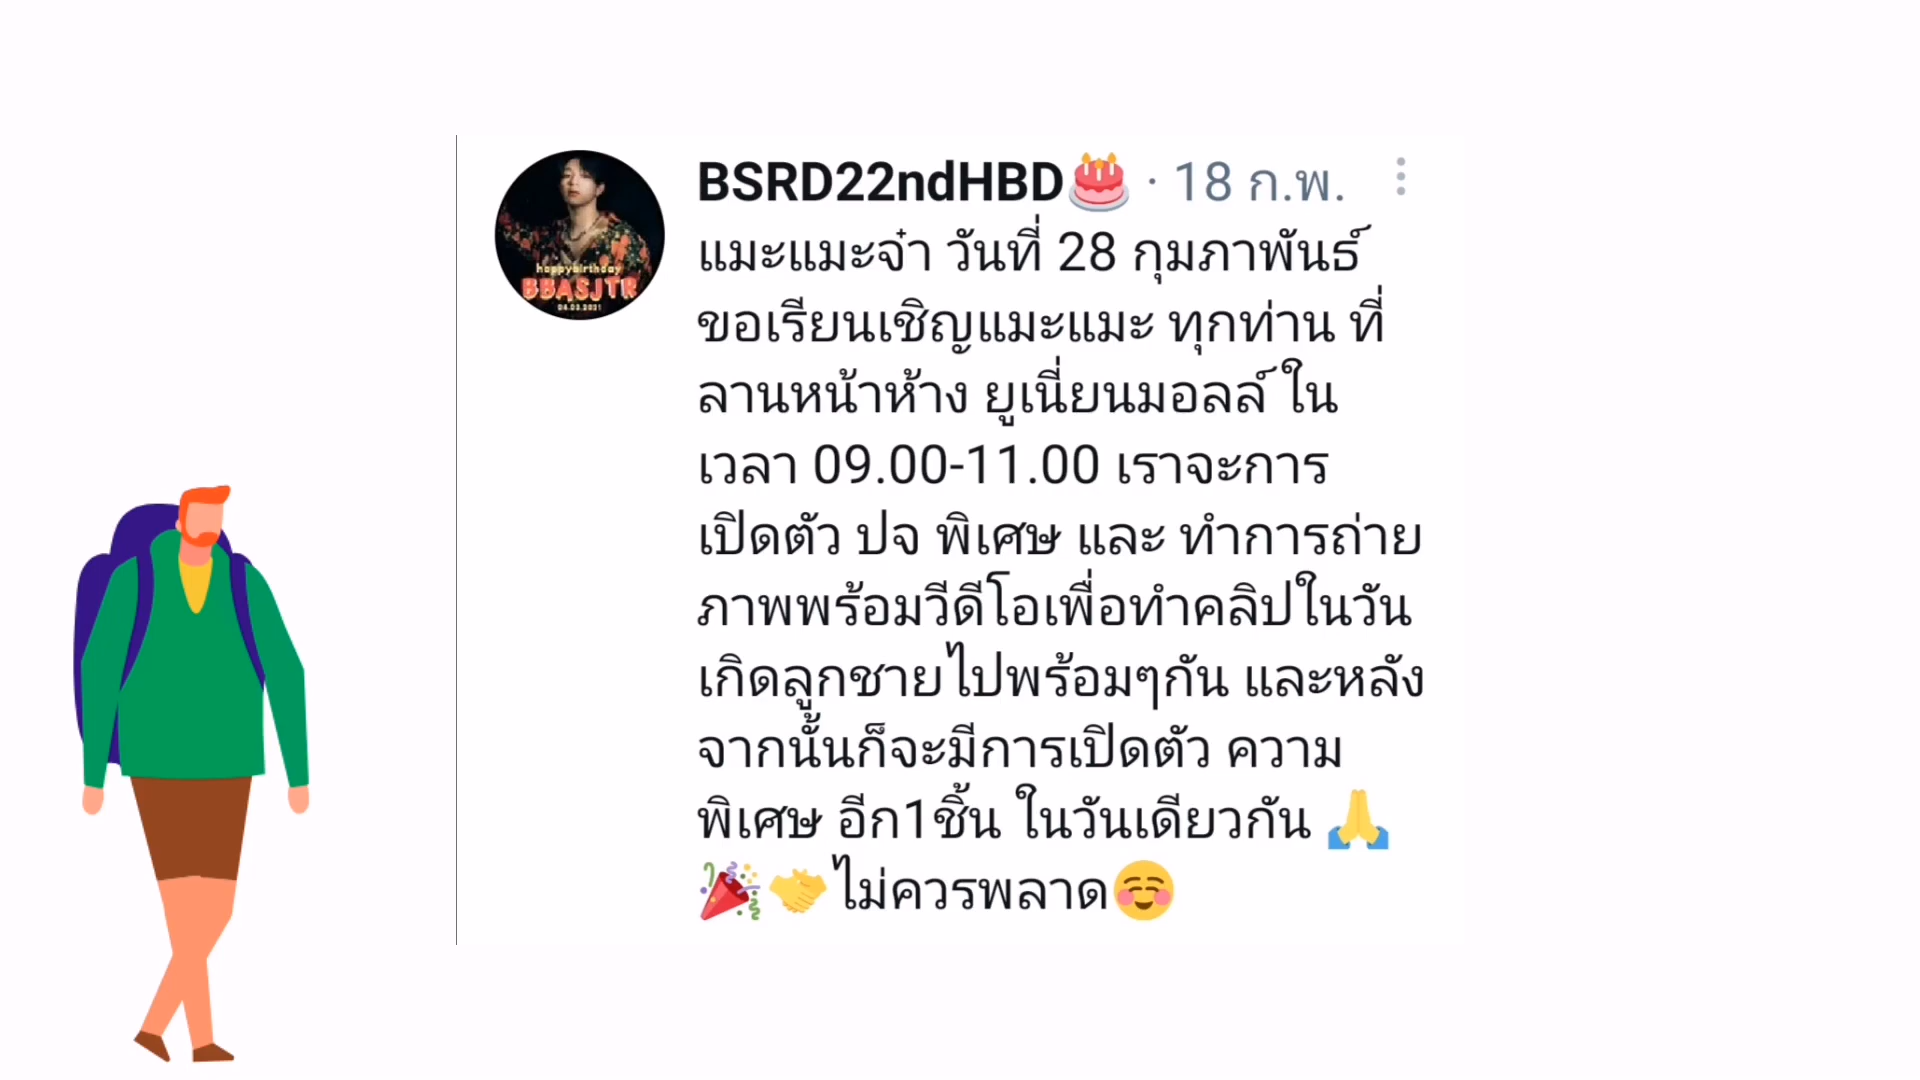 BSRD22ndHBD🎂 · 18 ก.พ.
แมะแมะจ๋า วันที่ 28 กุมภาพันธ์
ขอเรียนเชิญแมะแมะ ทุกท่าน ที่
ลานหน้าห้าง ยูเนี่ยนมอลล์ ใน
เวลา 09.00-11.00 เราจะการ
เปิดตัว ปจ พิเศษ และ ทำการถ่าย
ภาพพร้อมวีดีโอเพื่อทำคลิปในวัน
เกิดลูกชายไปพร้อมๆกัน และหลัง
จากนั้นก็จะมีการเปิดตัว ความ
พิเศษ อีก1ชิ้น ในวันเดียวกัน 🙏
🎉🤝ไม่ควรพลาด☺️
happybirthday
BBASJTR
04.03.2021